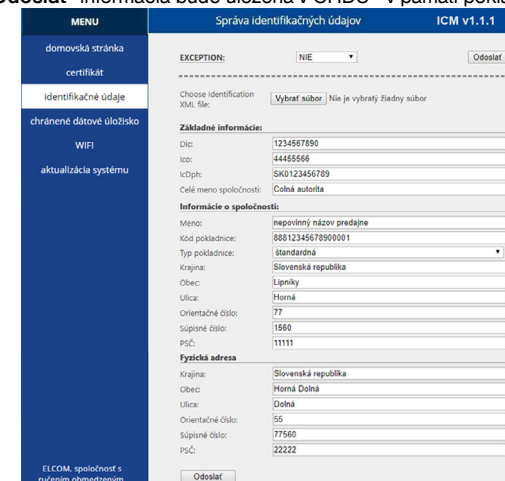 Odoslať" informácia bude uložená v CHDÚ
MENU
Správa identifikačných údajov
ICM v1.1.1
domovská stránka
certifikát
Identifikačné údaje
chránené dátové úložisko
WIFI
aktualizácia systému
EXCEPTION:
NIE
Odoslať
Choose Identification
XML file:
Vybrať súbor Nie je vybratý žiadny súbor
Základné informácie:
Dic: 1234567890
Ico: 44455566
IcDph: SK0123456789
Celé meno spoločnosti: Colná autorita
Informácie o spoločnosti:
Meno: nepovinný názov predajne
Kód pokladnice: 88812345678900001
Typ pokladnice: štandardná
Krajina: Slovenská republika
Obec: Lipníky
Ulica: Horná
Orientačné číslo: 77
Súpisné číslo: 1560
PSČ: 11111
Fyzická adresa
Krajina: Slovenská republika
Obec: Horná Dolná
Ulica: Dolná
Orientačné číslo: 55
Súpisné číslo: 77560
PSČ: 22222
Odoslať
ELCOM, spoločnosť s
ručením obmedzeným